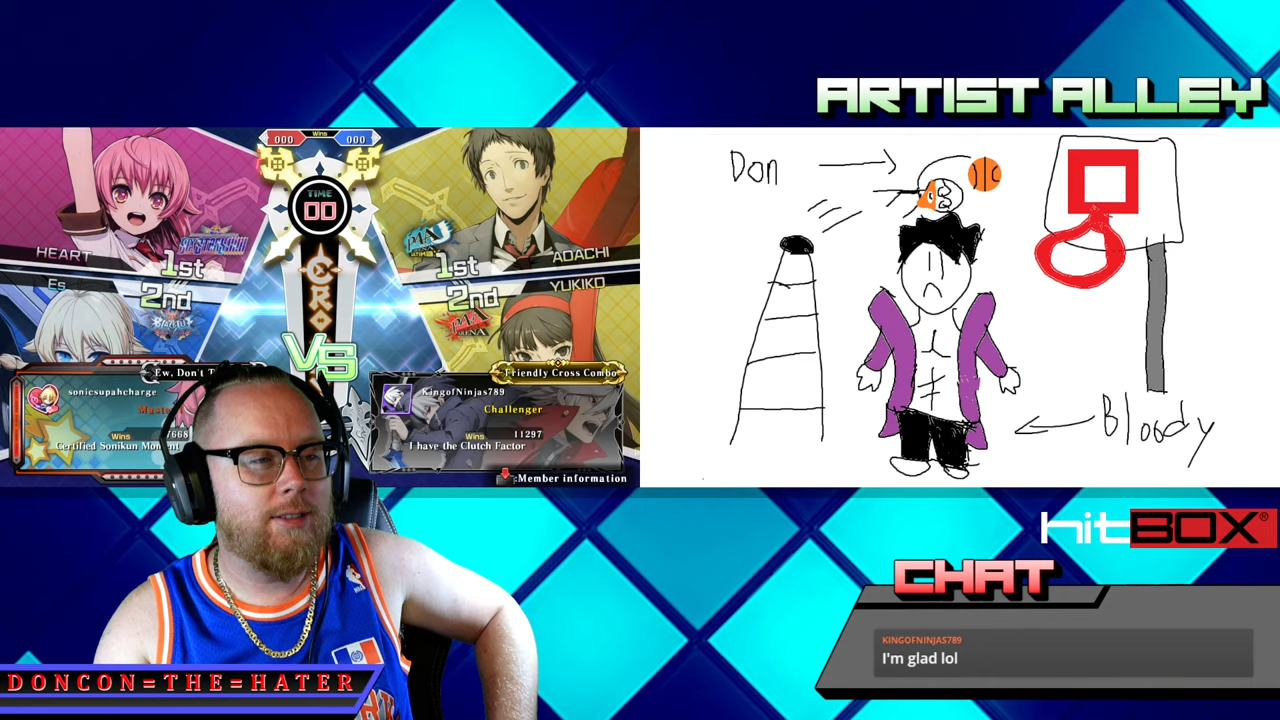 ARTIST ALLEY
000
Wins
000
TIME
00
HEART
1st
Es
2nd
ADACHI
1st
YUKIKO
2nd
CRO
VS
Ew, Don't T
sonicsupahcharge
Wins
7668
Certified Sonikun Moment
Friendly Cross Combo
KingofNinjas789
Challenger
Wins
11297
I have the Clutch Factor
:Member information
Don
Bloody
hitBOX®
CHAT
KINGOFNINJAS789
I'm glad lol
DONCON=THE=HATER